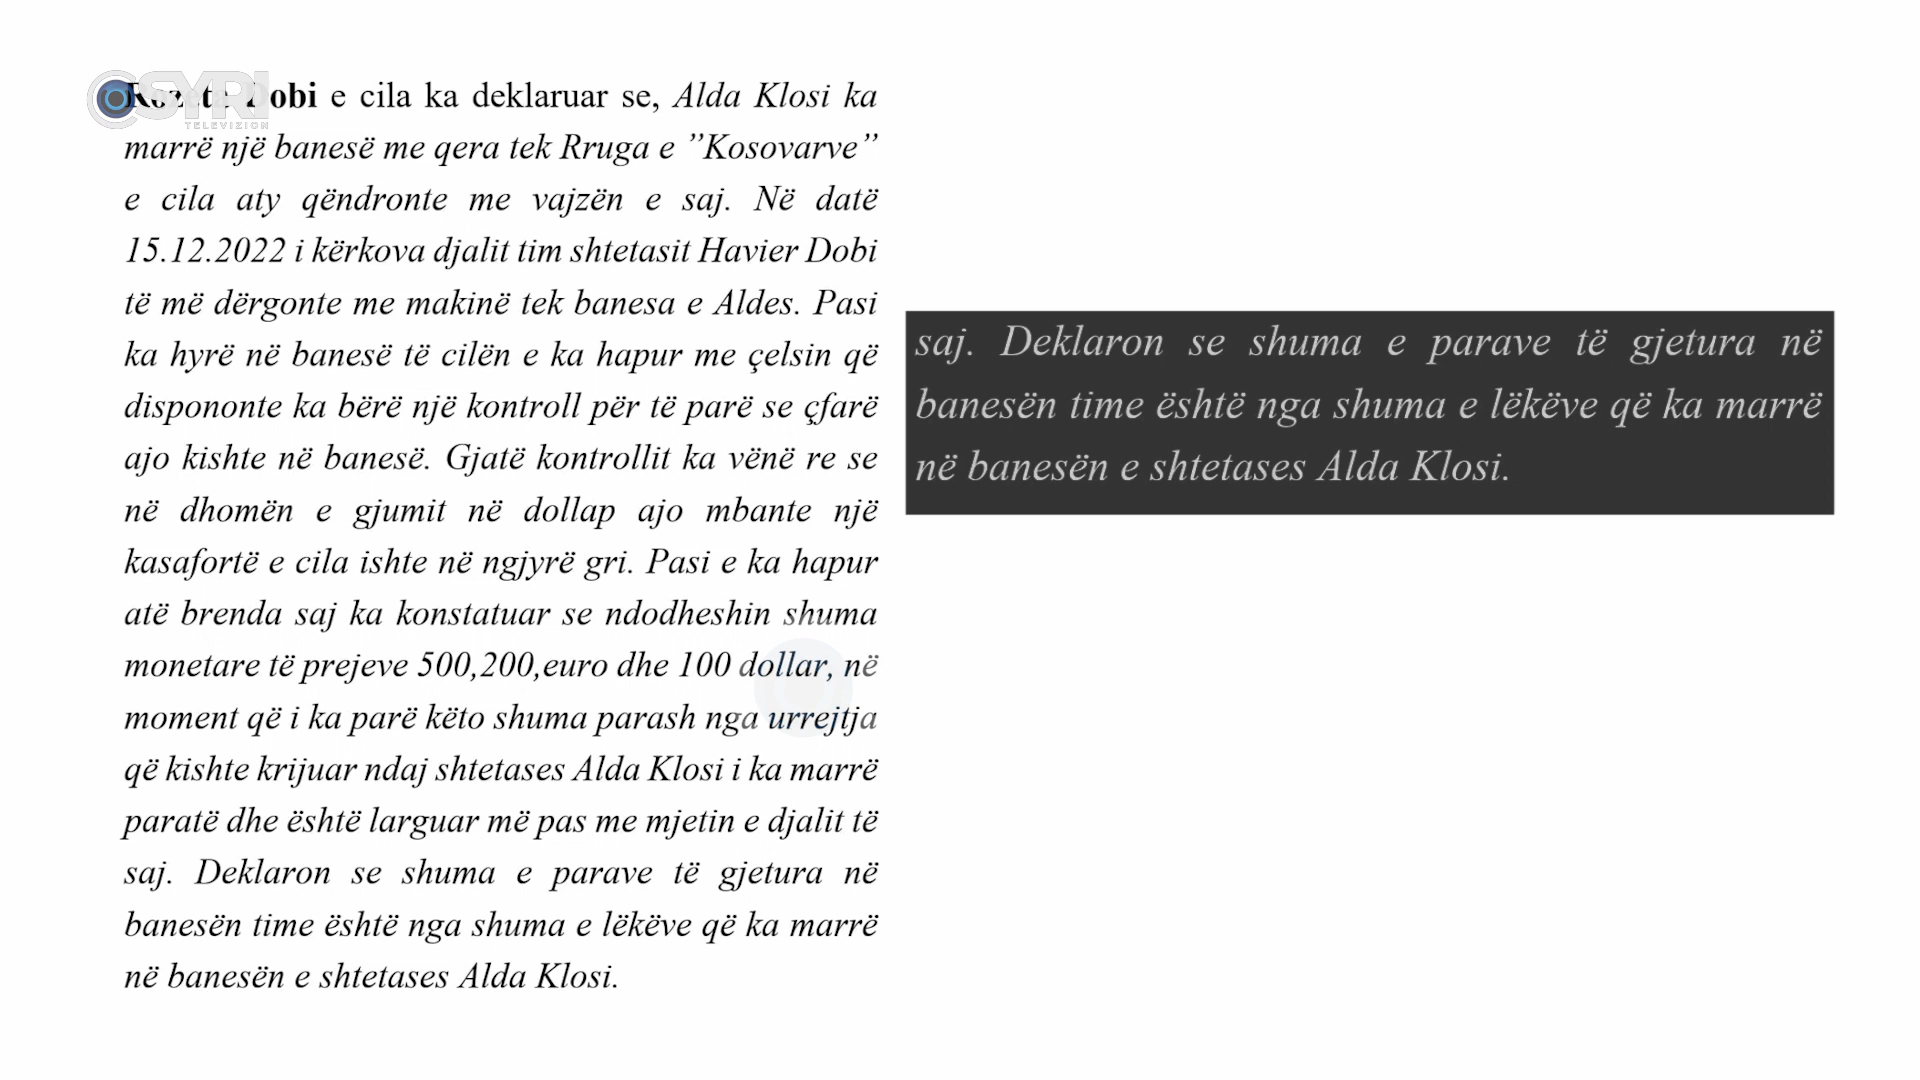 SYRI
TELEVIZION
Rozeta Dobi e cila ka deklaruar se, Alda Klosi ka
marrë një banesë me qera tek Rruga e ”Kosovarve”
e cila aty qëndronte me vajzën e saj. Në datë
15.12.2022 i kërkova djalit tim shtetasit Havier Dobi
të më dërgonte me makinë tek banesa e Aldes. Pasi
ka hyrë në banesë të cilën e ka hapur me çelsin që
dispononte ka bërë një kontroll për të parë se çfarë
ajo kishte në banesë. Gjatë kontrollit ka vënë re se
në dhomën e gjumit në dollap ajo mbante një
kasafortë e cila ishte në ngjyrë gri. Pasi e ka hapur
atë brenda saj ka konstatuar se ndodheshin shuma
monetare të prejeve 500,200,euro dhe 100 dollar, në
moment që i ka parë këto shuma parash nga urrejtja
që kishte krijuar ndaj shtetases Alda Klosi i ka marrë
paratë dhe është larguar më pas me mjetin e djalit të
saj. Deklaron se shuma e parave të gjetura në
banesën time është nga shuma e lëkëve që ka marrë
në banesën e shtetases Alda Klosi.
saj. Deklaron se shuma e parave të gjetura në
banesën time është nga shuma e lëkëve që ka marrë
në banesën e shtetases Alda Klosi.